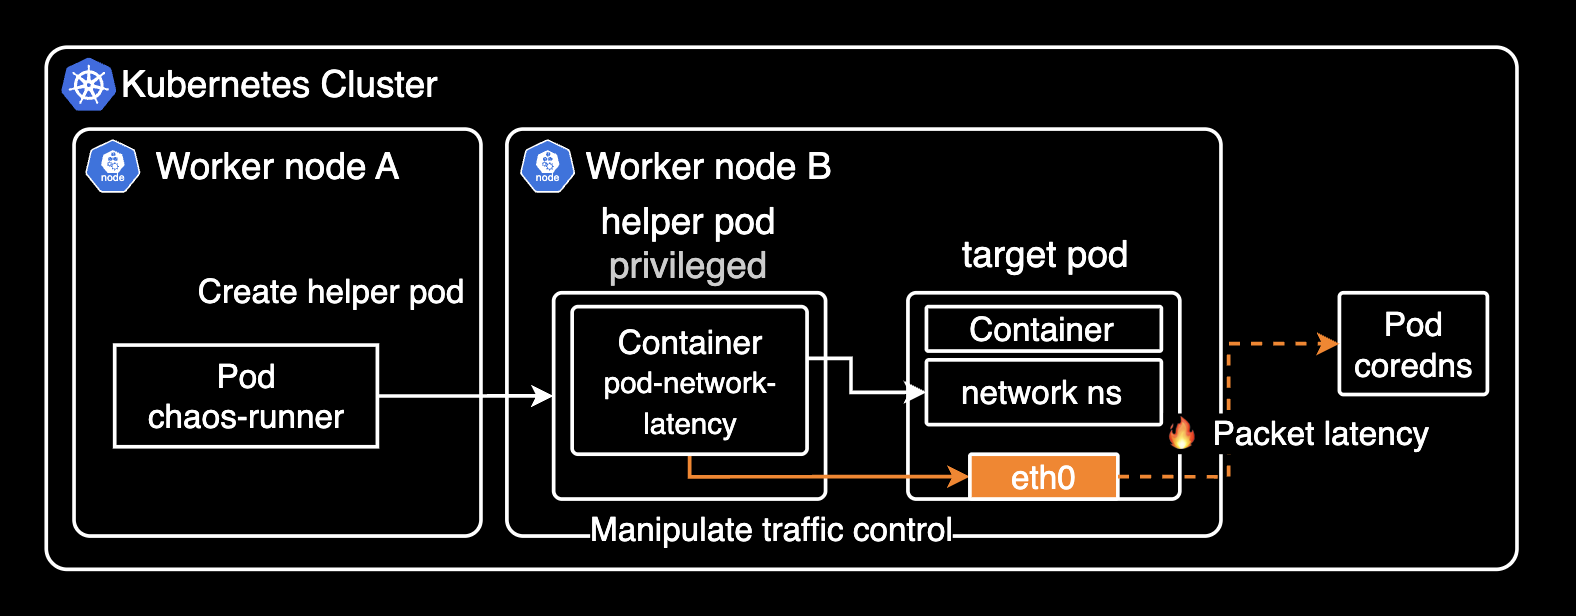 Kubernetes Cluster
node
Worker node A
Create helper pod
Pod
chaos-runner
node
Worker node B
helper pod
privileged
Container
pod-network-
latency
target pod
Container
network ns
eth0
Manipulate traffic control
Packet latency
Pod
coredns